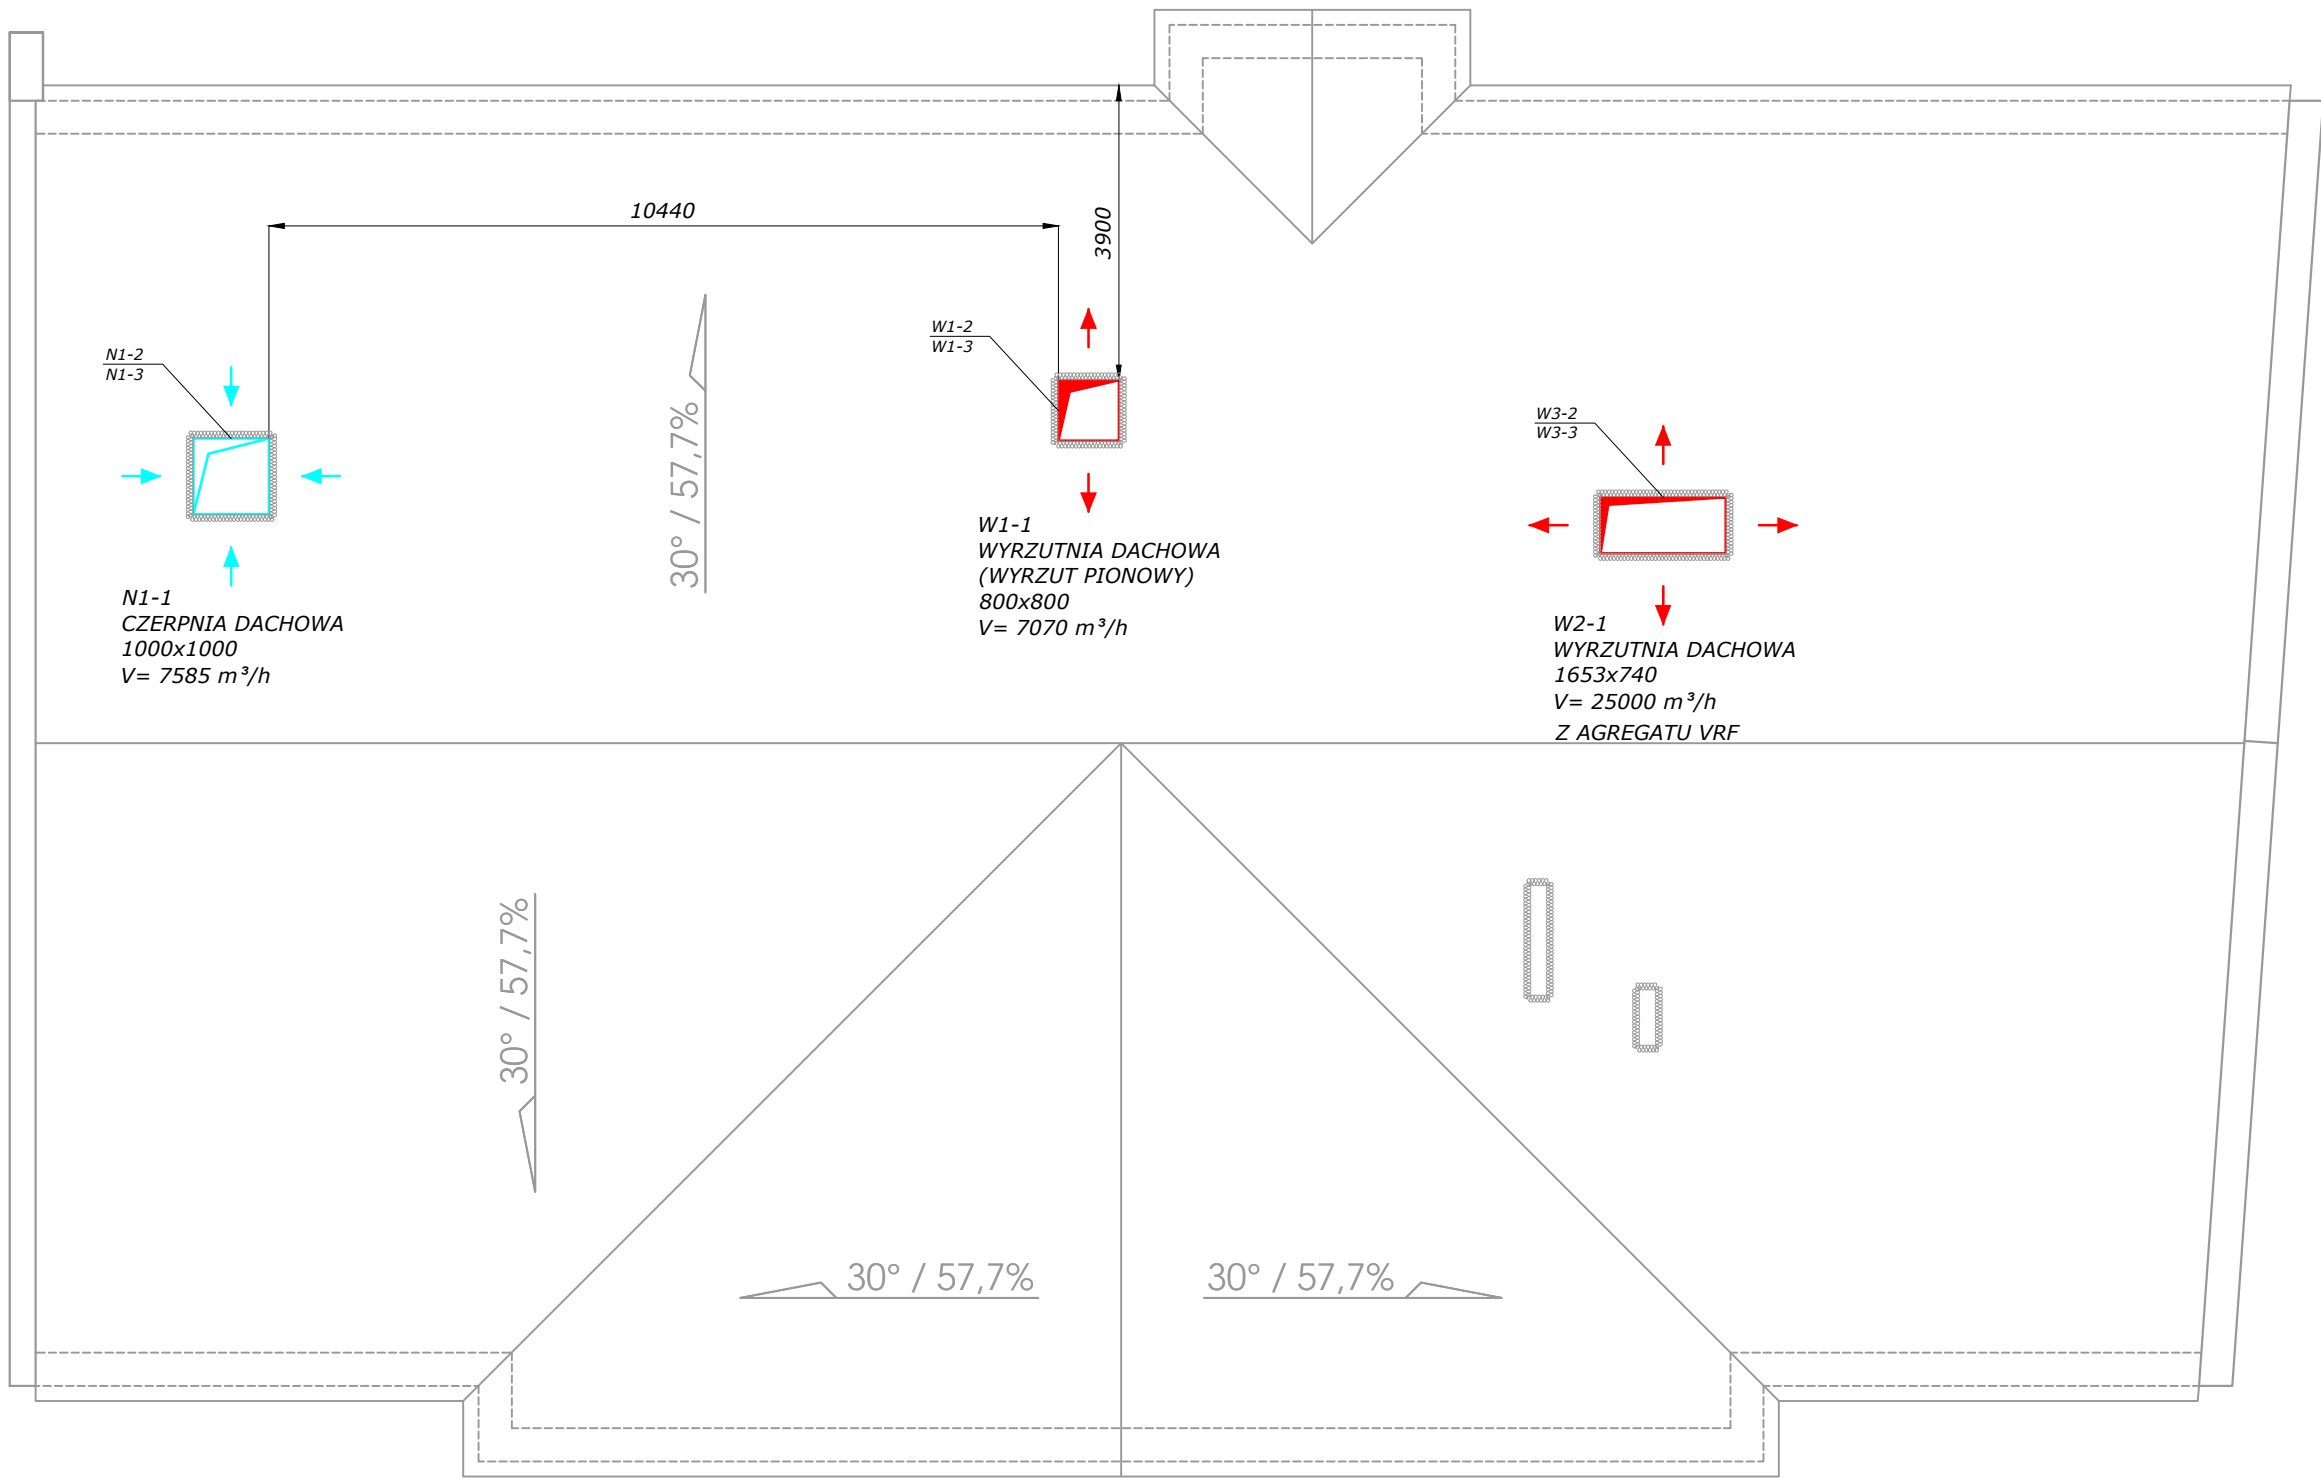 10440
3900
N1-2
N1-3
W1-2
W1-3
W3-2
W3-3
30° / 57,7%
N1-1
CZERPNIA DACHOWA
1000x1000
V= 7585 m³/h
W1-1
WYRZUTNIA DACHOWA
(WYRZUT PIONOWY)
800x800
V= 7070 m³/h
W2-1
WYRZUTNIA DACHOWA
1653x740
V= 25000 m³/h
Z AGREGATU VRF
30° / 57,7%
30° / 57,7%
30° / 57,7%